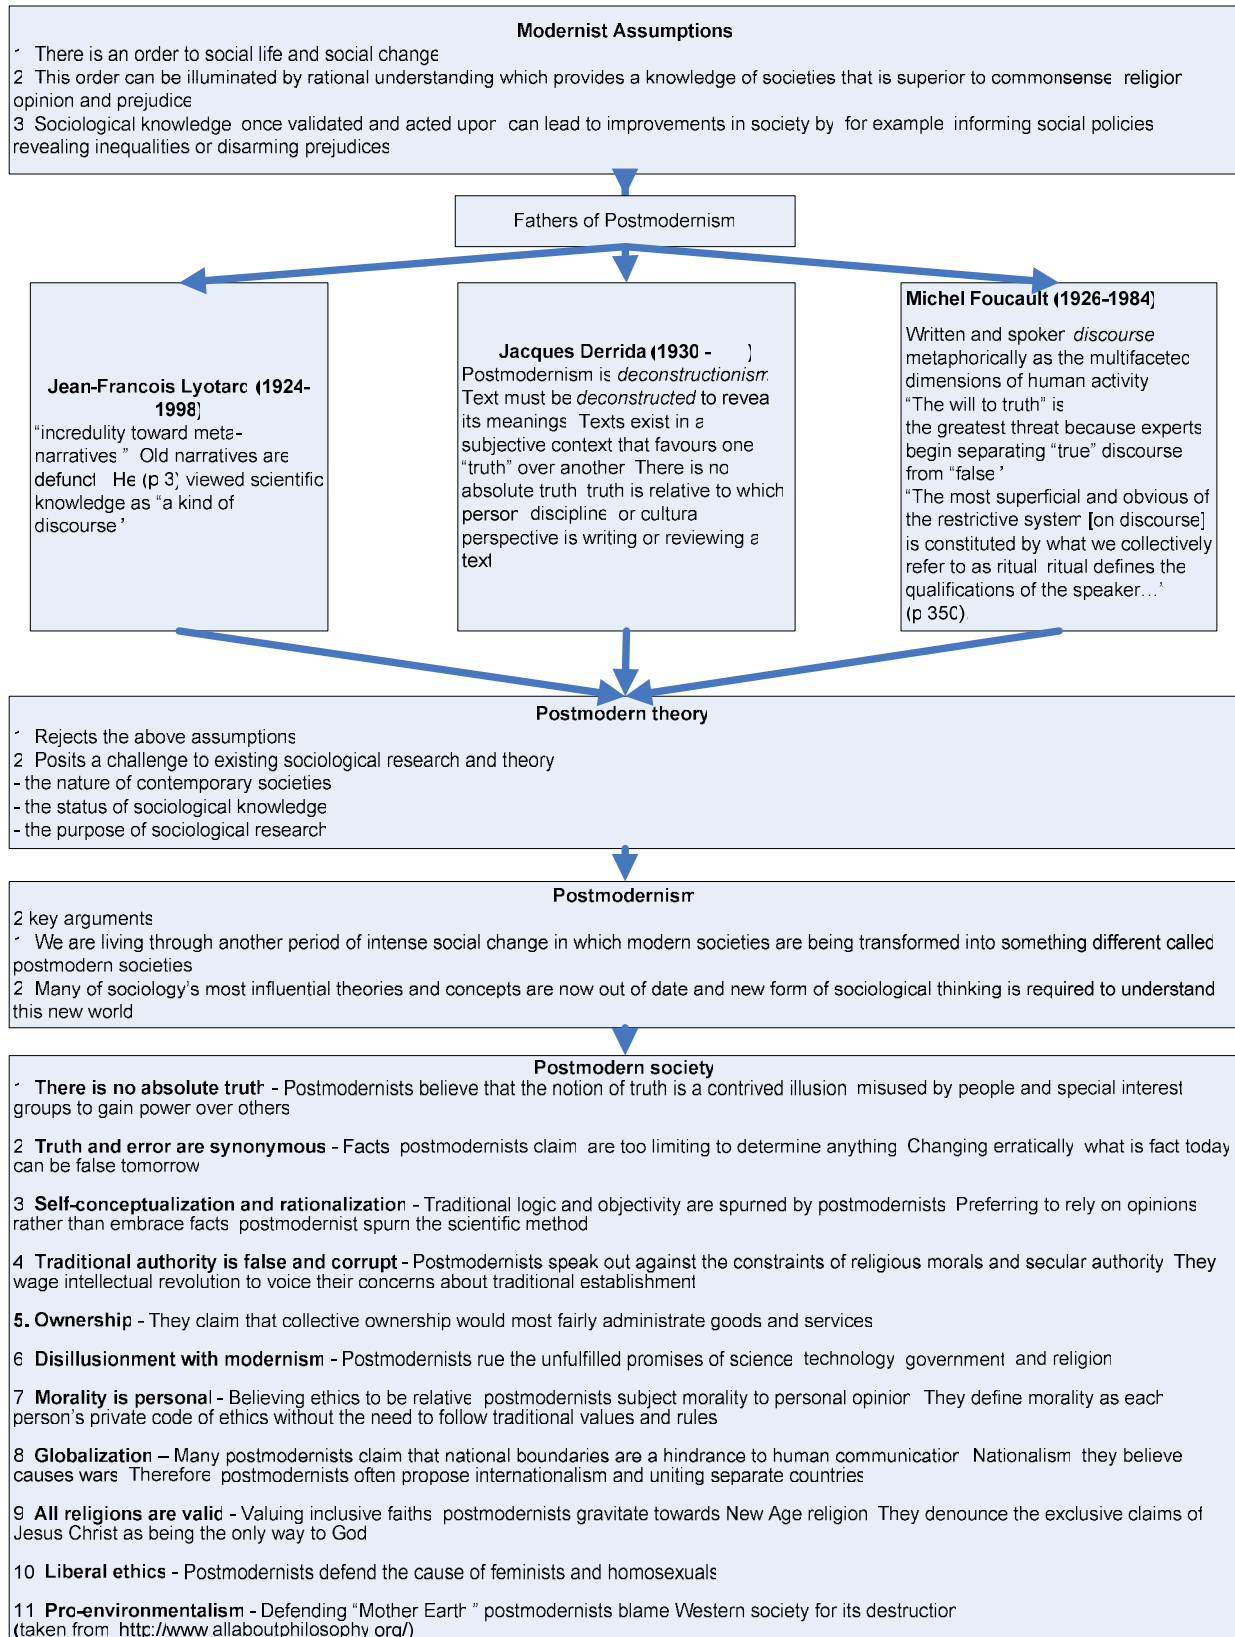 Modernist Assumptions
1 There is an order to social life and social change
2 This order can be illuminated by rational understanding which provides a knowledge of societies that is superior to commonsense religion
opinion and prejudice
3 Sociological knowledge once validated and acted upon can lead to improvements in society by for example informing social policies
revealing inequalities or disarming prejudices
Fathers of Postmodernism
Jean-Francois Lyotard (1924-
1998)
"incredulity toward meta-
narratives" Old narratives are
defunct He (p 3) viewed scientific
knowledge as "a kind of
discourse"
Jacques Derrida (1930 - )
Postmodernism is deconstructionism
Text must be deconstructed to reveal
its meanings Texts exist in a
subjective context that favours one
"truth" over another There is no
absolute truth truth is relative to which
person discipline or cultural
perspective is writing or reviewing a
text
Michel Foucault (1926-1984)
Written and spoken discourse
metaphorically as the multifaceted
dimensions of human activity
"The will to truth" is
the greatest threat because experts
begin separating "true" discourse
from "false"
"The most superficial and obvious of
the restrictive system [on discourse]
is constituted by what we collectively
refer to as ritual ritual defines the
qualifications of the speaker..."
(p 350).
Postmodern theory
1 Rejects the above assumptions
2 Posits a challenge to existing sociological research and theory
- the nature of contemporary societies
- the status of sociological knowledge
- the purpose of sociological research
Postmodernism
2 key arguments
1 We are living through another period of intense social change in which modern societies are being transformed into something different called
postmodern societies
2 Many of sociology's most influential theories and concepts are now out of date and new form of sociological thinking is required to understand
this new world
Postmodern society
1 There is no absolute truth - Postmodernists believe that the notion of truth is a contrived illusion misused by people and special interest
groups to gain power over others
2 Truth and error are synonymous - Facts postmodernists claim are too limiting to determine anything Changing erratically what is fact today
can be false tomorrow
3 Self-conceptualization and rationalization - Traditional logic and objectivity are spurned by postmodernists Preferring to rely on opinions
rather than embrace facts postmodernist spurn the scientific method
4 Traditional authority is false and corrupt - Postmodernists speak out against the constraints of religious morals and secular authority They
wage intellectual revolution to voice their concerns about traditional establishment
5. Ownership - They claim that collective ownership would most fairly administrate goods and services
6 Disillusionment with modernism - Postmodernists rue the unfulfilled promises of science technology government and religion
7 Morality is personal - Believing ethics to be relative postmodernists subject morality to personal opinion They define morality as each
person's private code of ethics without the need to follow traditional values and rules
8 Globalization – Many postmodernists claim that national boundaries are a hindrance to human communication Nationalism they believe
causes wars Therefore postmodernists often propose internationalism and uniting separate countries
9 All religions are valid - Valuing inclusive faiths postmodernists gravitate towards New Age religion They denounce the exclusive claims of
Jesus Christ as being the only way to God
10 Liberal ethics - Postmodernists defend the cause of feminists and homosexuals
11 Pro-environmentalism - Defending "Mother Earth" postmodernists blame Western society for its destruction
(taken from http://www allaboutphilosophy org/)